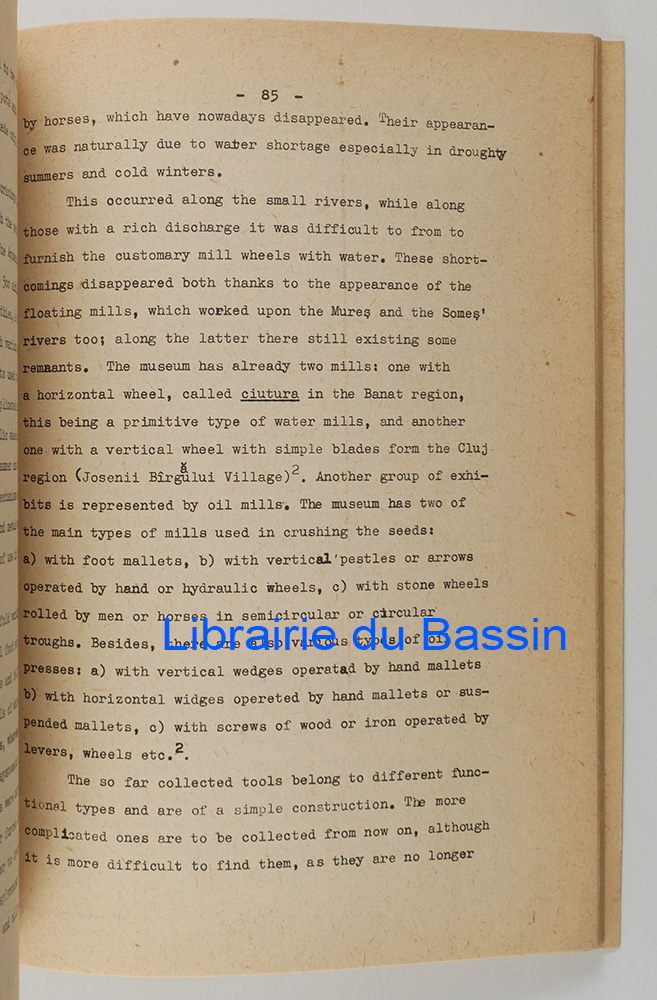 - 85 -
by horses, which have nowadays disappeared. Their appearan-
ce was naturally due to water shortage especially in droughty
summers and cold winters.
This occurred along the small rivers, while along
those with a rich discharge it was difficult to from to
furnish the customary mill wheels with water. These short-
comings disappeared both thanks to the appearance of the
floating mills, which worked upon the Mureş and the Someş'
rivers too; along the latter there still existing some
remnants. The museum has already two mills: one with
a horizontal wheel, called ciutura in the Banat region,
this being a primitive type of water mills, and another
one with a vertical wheel with simple blades form the Cluj
region (Josenii Bîrgăului Village)2. Another group of exhi-
bits is represented by oil mills. The museum has two of
the main types of mills used in crushing the seeds:
a) with foot mallets, b) with vertical pestles or arrows
operated by hand or hydraulic wheels, c) with stone wheels
rolled by men or horses in semicircular or circular
troughs. Besides, there are also various types of oil
Librairie du Bassin
presses: a) with vertical wedges operatad by hand mallets
b) with horizontal widges opereted by hand mallets or sus-
pended mallets, c) with screws of wood or iron operated by
levers, wheels etc.2.
The so far collected tools belong to different func-
tional types and are of a simple construction. The more
complicated ones are to be collected from now on, although
it is more difficult to find them, as they are no longer